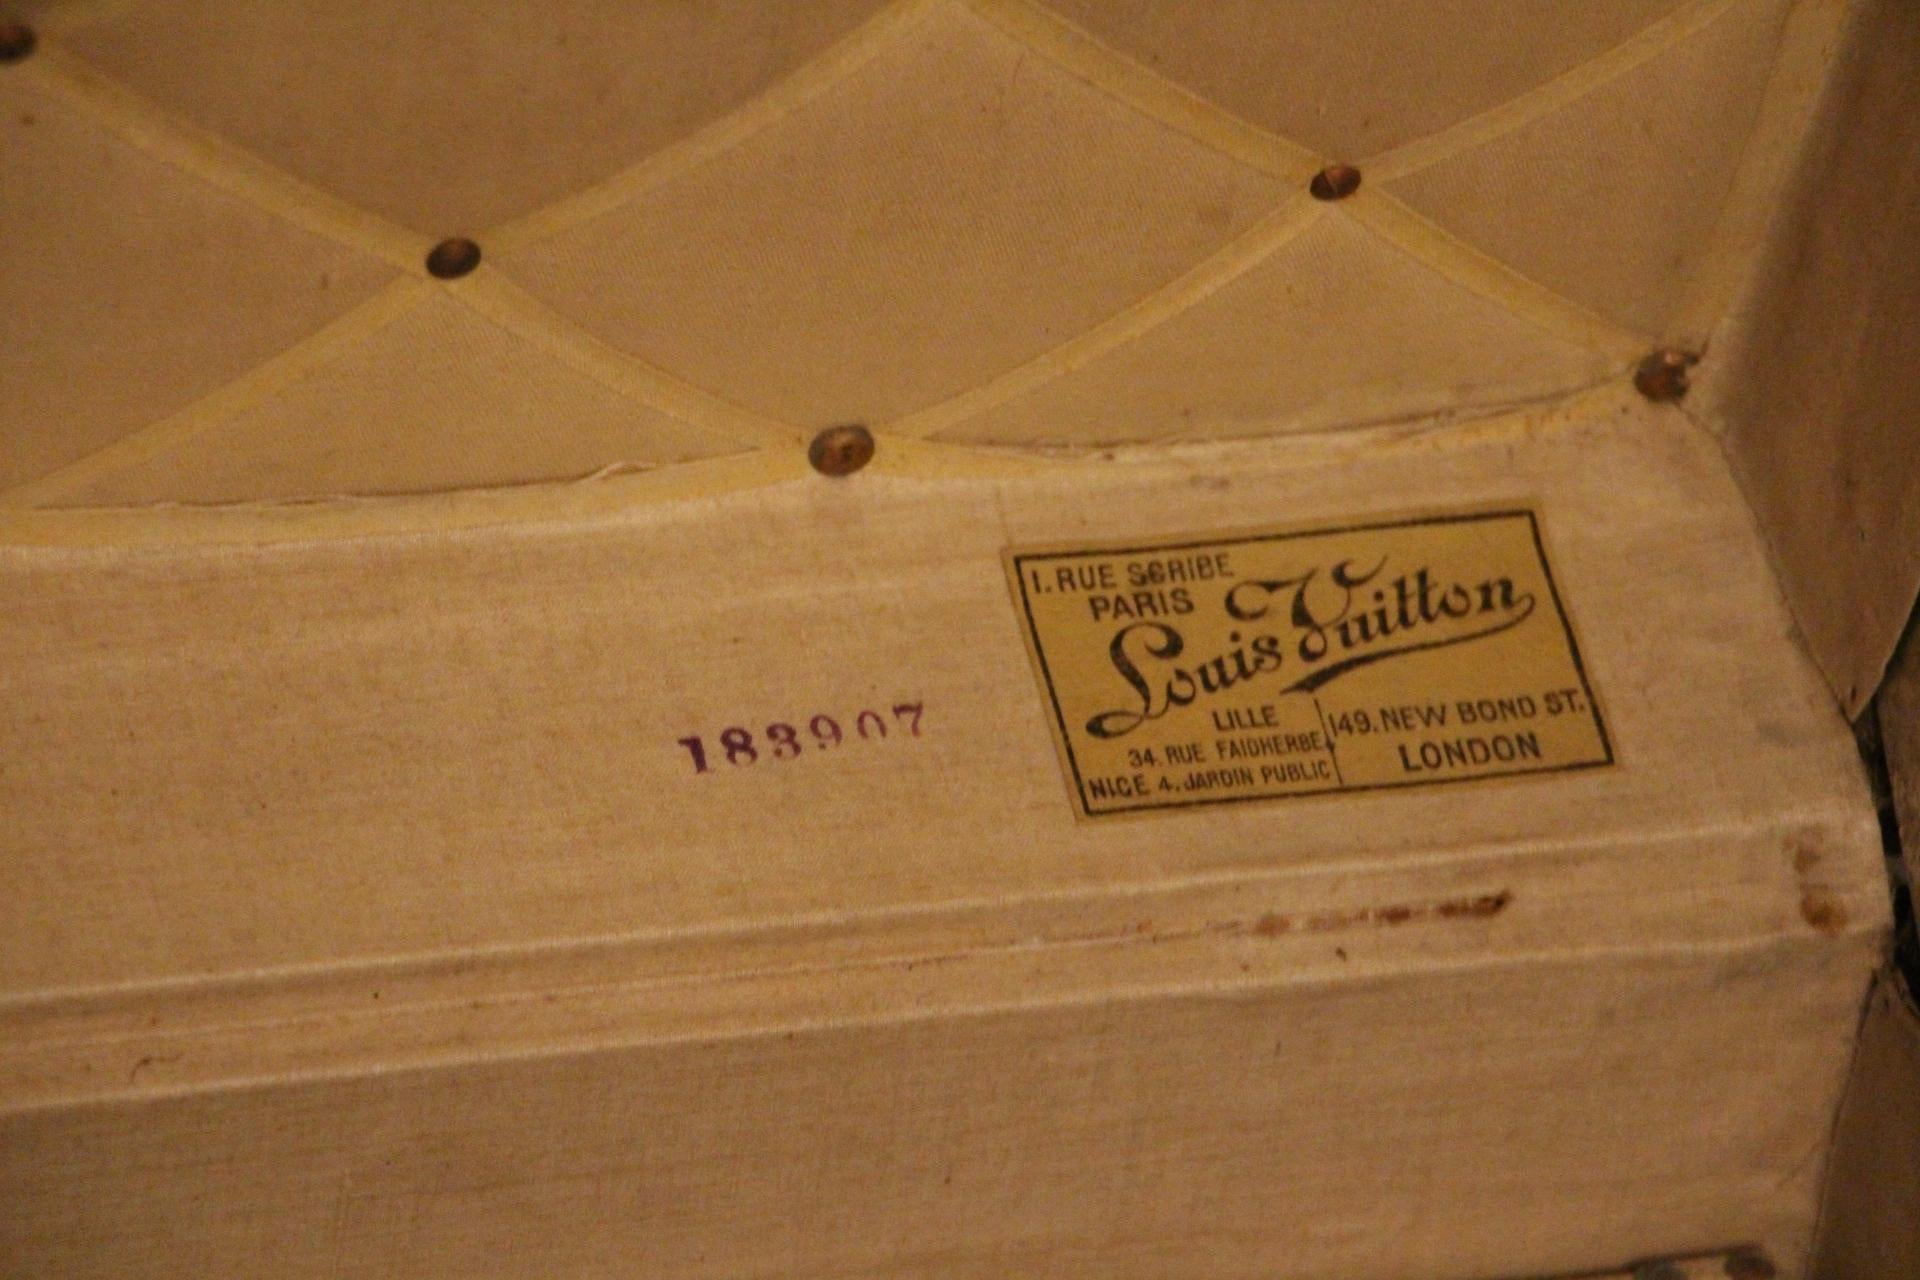 1. RUE SCRIBE
PARIS
Louis Vuitton
LILLE
34. RUE FAIDHERBE.
NICE 4. JARDIN PUBLIC
149. NEW BOND ST.
LONDON
183907